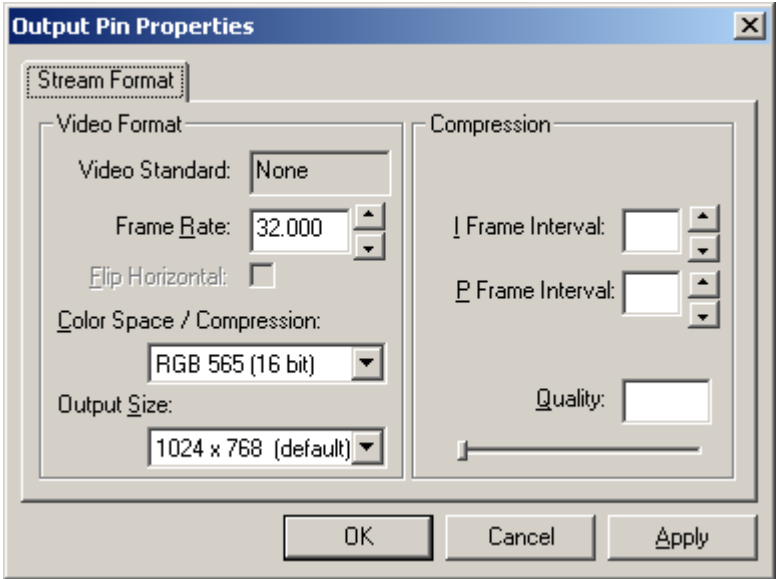 Output Pin Properties
Stream Format
Video Format
Video Standard: None
Frame Rate: 32.000
Flip Horizontal:
Color Space / Compression:
RGB 565 (16 bit)
Output Size:
1024 x 768 (default)
Compression
I Frame Interval:
P Frame Interval:
Quality:
OK Cancel Apply